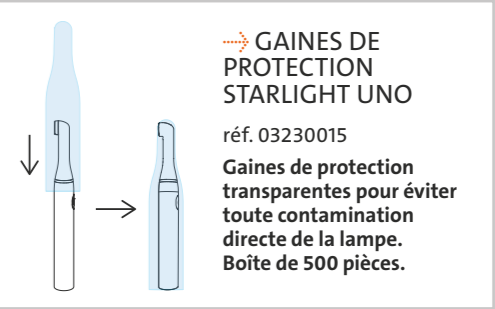 GAINES DE
PROTECTION
STARLIGHT UNO
réf. 03230015
Gaines de protection
transparentes pour éviter
toute contamination
directe de la lampe.
Boîte de 500 pièces.